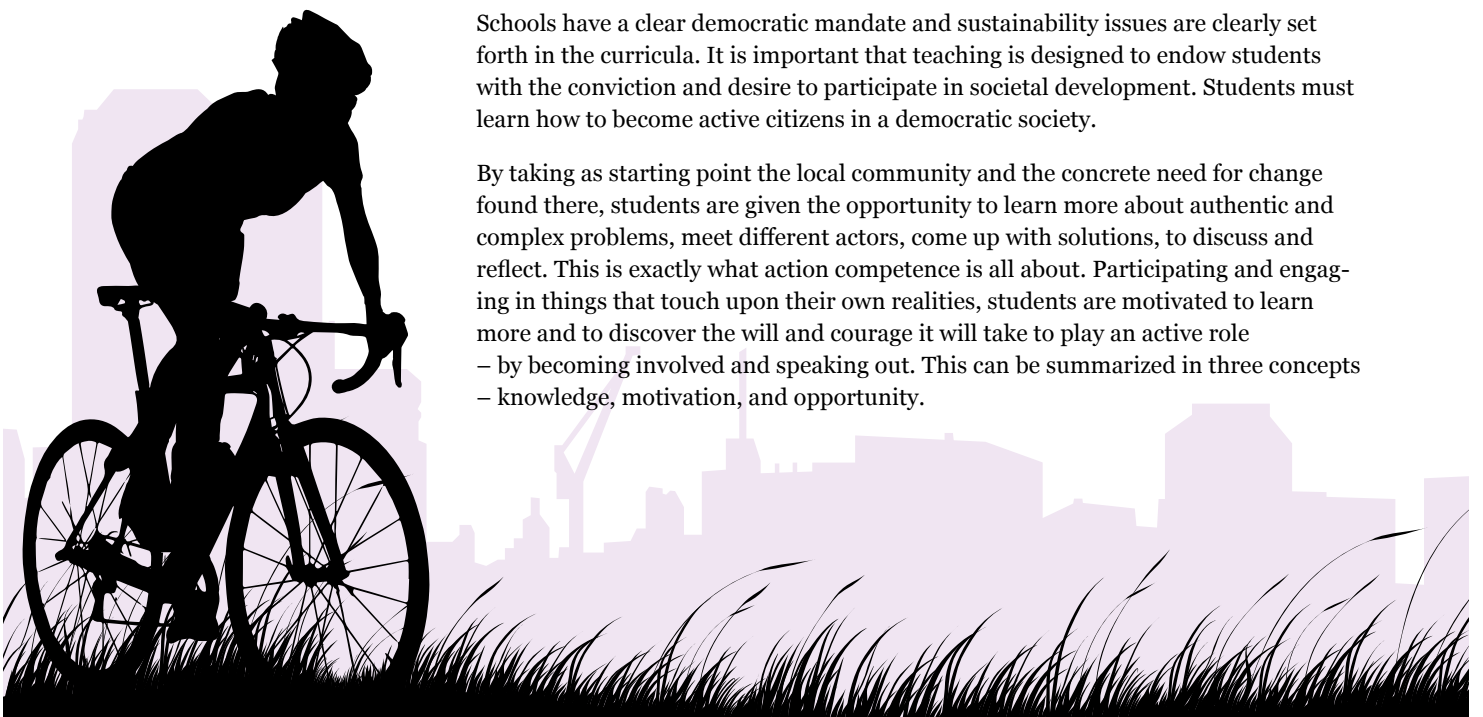 Schools have a clear democratic mandate and sustainability issues are clearly set
forth in the curricula. It is important that teaching is designed to endow students
with the conviction and desire to participate in societal development. Students must
learn how to become active citizens in a democratic society.
By taking as starting point the local community and the concrete need for change
found there, students are given the opportunity to learn more about authentic and
complex problems, meet different actors, come up with solutions, to discuss and
reflect. This is exactly what action competence is all about. Participating and engag-
ing in things that touch upon their own realities, students are motivated to learn
more and to discover the will and courage it will take to play an active role
– by becoming involved and speaking out. This can be summarized in three concepts
– knowledge, motivation, and opportunity.